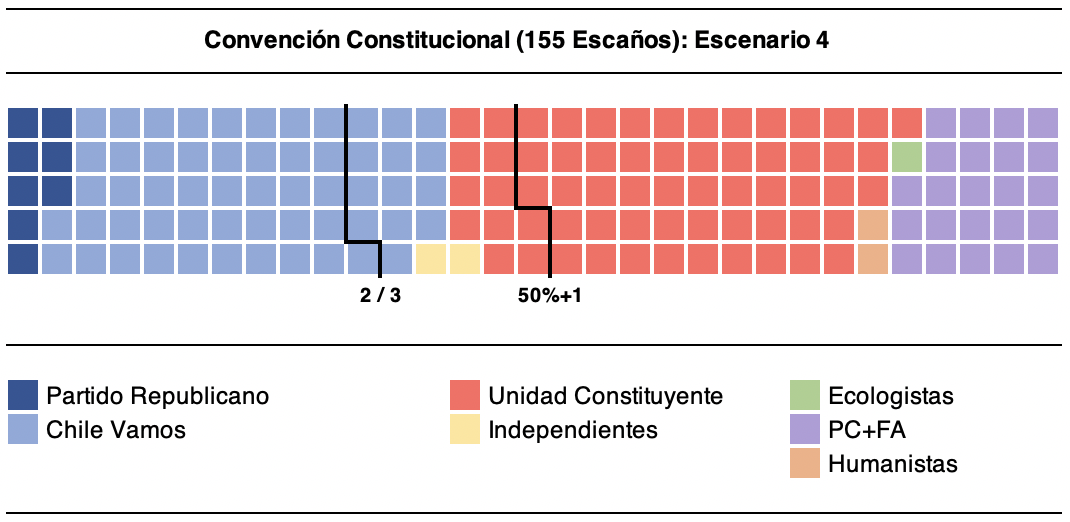 Convención Constitucional (155 Escaños): Escenario 4
2 / 3
50%+1
Partido Republicano
Chile Vamos
Unidad Constituyente
Independientes
Ecologistas
PC+FA
Humanistas